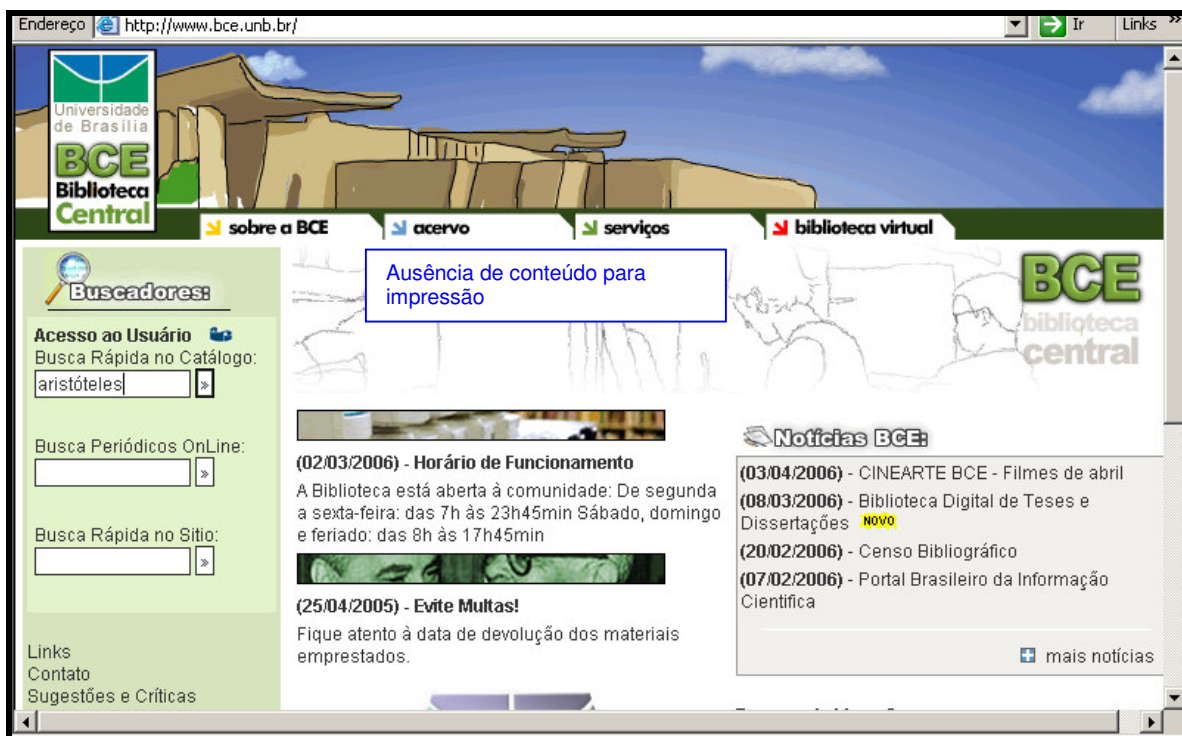 Endereço http://www.bce.unb.br/ Ir Links »
Universidade
de Brasília
BCE
Biblioteca
Central
sobre a BCE acervo serviços biblioteca virtual
Ausência de conteúdo para
impressão
BCE
biblioteca
central
Buscadores:
Acesso ao Usuário
Busca Rápida no Catálogo:
aristóteles »
Busca Periódicos OnLine:
»
Busca Rápida no Sitio:
»
Links
Contato
Sugestões e Críticas
(02/03/2006) - Horário de Funcionamento
A Biblioteca está aberta à comunidade: De segunda
a sexta-feira: das 7h às 23h45min Sábado, domingo
e feriado: das 8h às 17h45min
(25/04/2005) - Evite Multas!
Fique atento à data de devolução dos materiais
emprestados.
Notícias BCE:
(03/04/2006) - CINEARTE BCE - Filmes de abril
(08/03/2006) - Biblioteca Digital de Teses e
Dissertações NOVO
(20/02/2006) - Censo Bibliográfico
(07/02/2006) - Portal Brasileiro da Informação
Cientifica
mais notícias